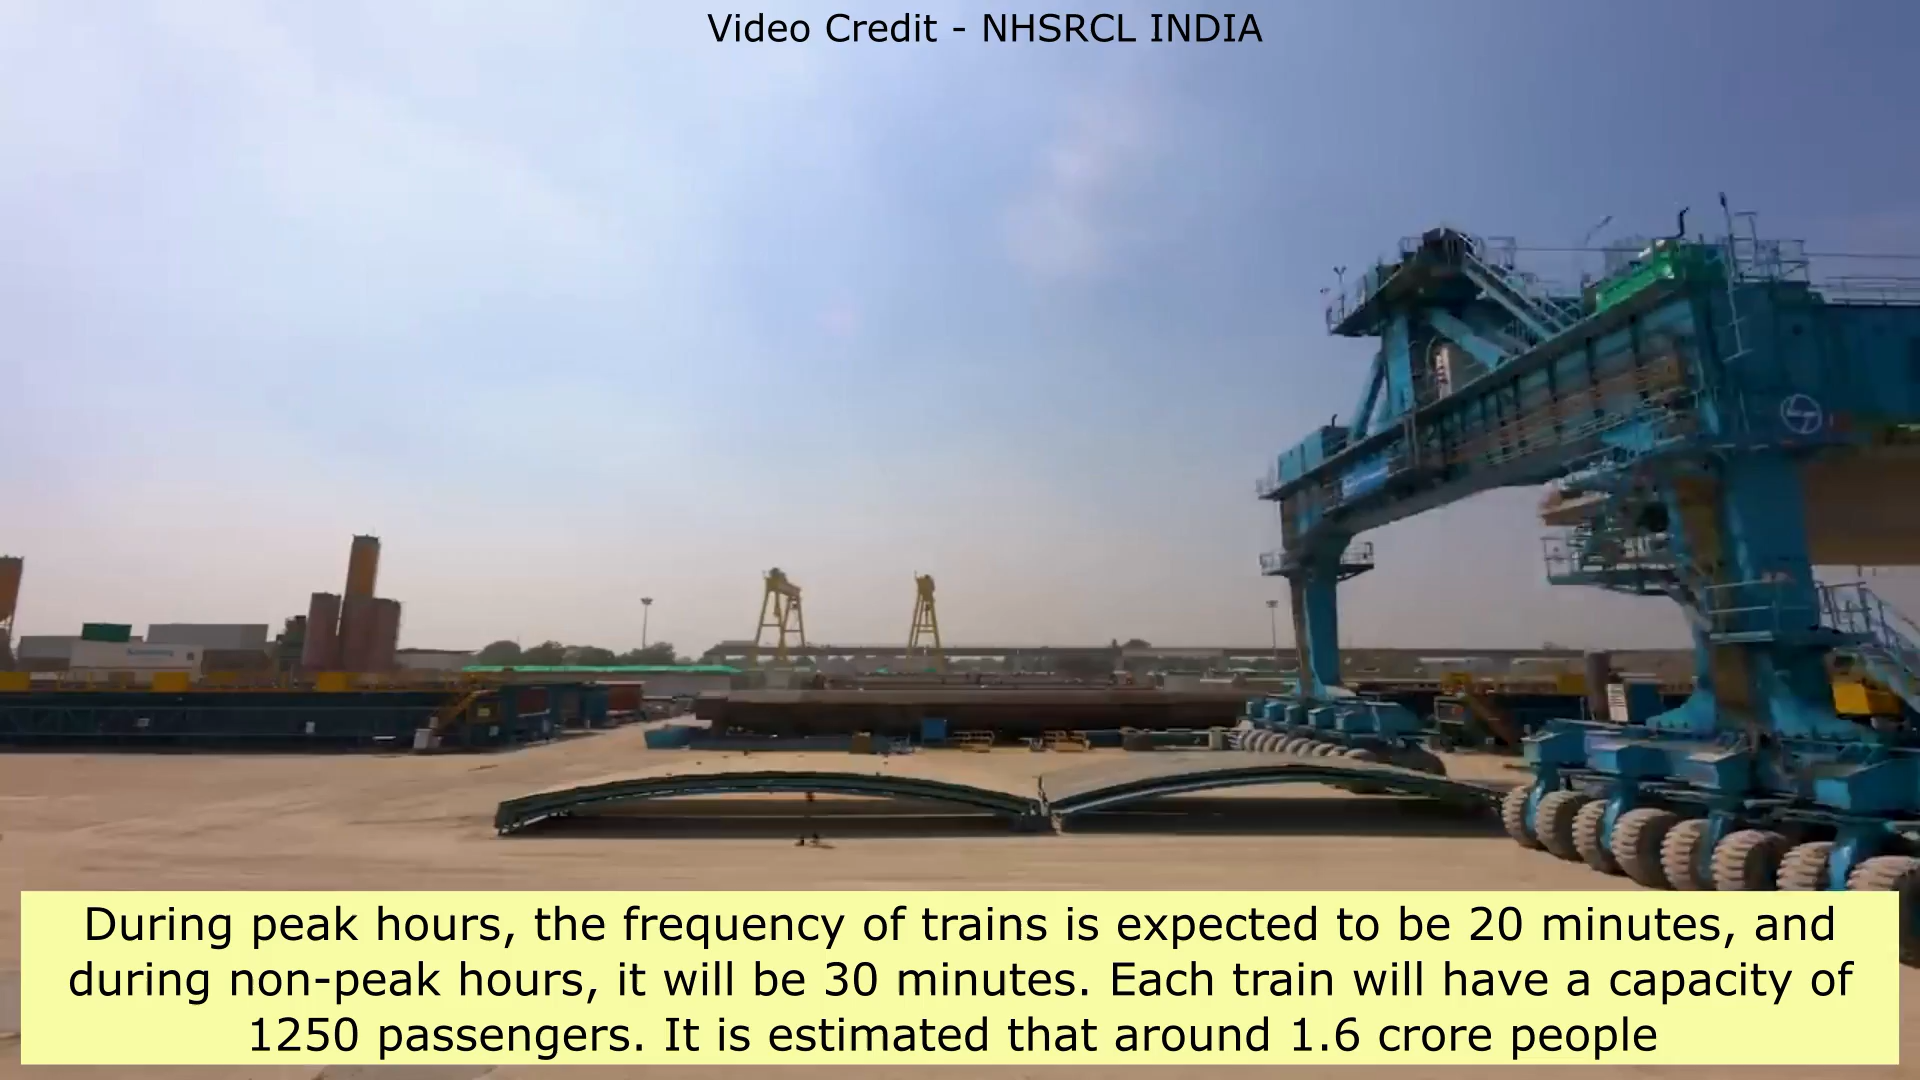 Video Credit - NHSRCL INDIA
During peak hours, the frequency of trains is expected to be 20 minutes, and
during non-peak hours, it will be 30 minutes. Each train will have a capacity of
1250 passengers. It is estimated that around 1.6 crore people